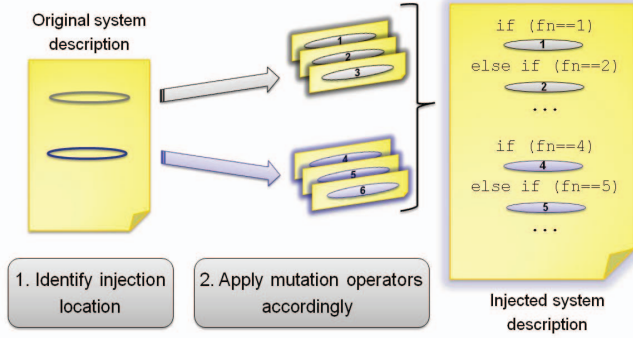 Original system
description
1
2
3
4
5
6
1. Identify injection
location
2. Apply mutation operators
accordingly
if (fn==1)
1
else if (fn==2)
2
...
if (fn==4)
4
else if (fn==5)
5
...
Injected system
description